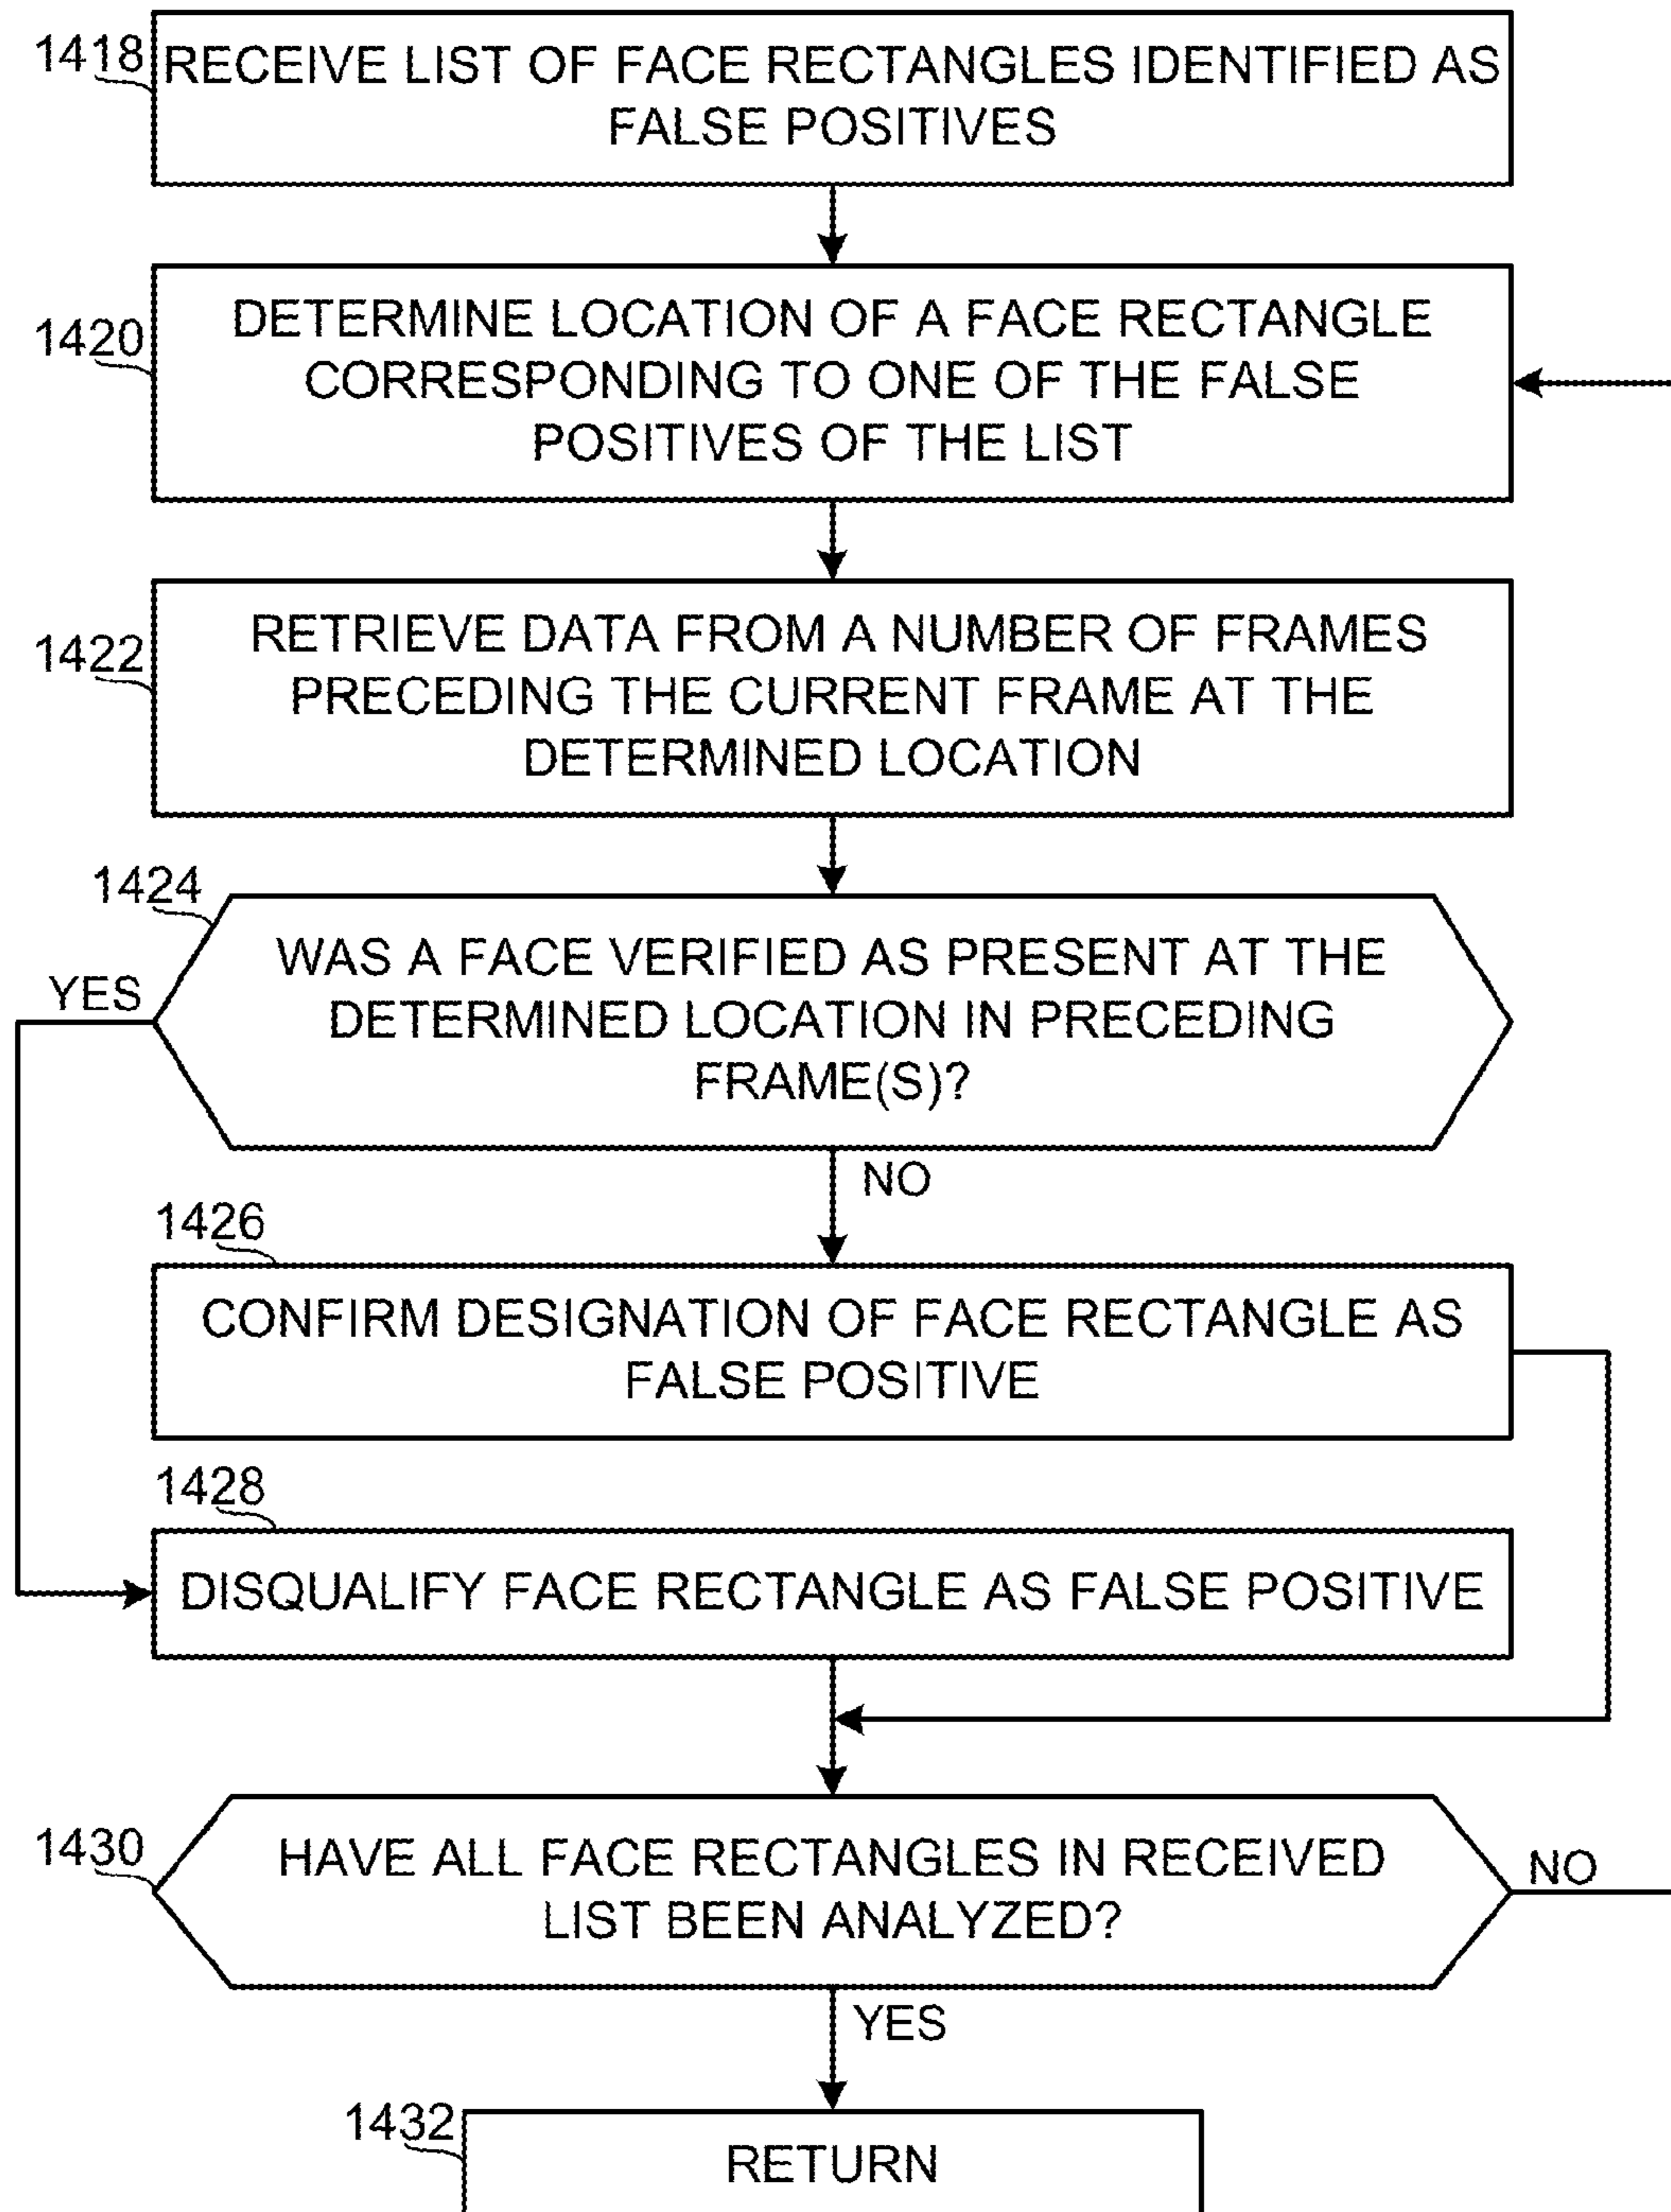 1418
RECEIVE LIST OF FACE RECTANGLES IDENTIFIED AS
FALSE POSITIVES
1420
DETERMINE LOCATION OF A FACE RECTANGLE
CORRESPONDING TO ONE OF THE FALSE
POSITIVES OF THE LIST
1422
RETRIEVE DATA FROM A NUMBER OF FRAMES
PRECEDING THE CURRENT FRAME AT THE
DETERMINED LOCATION
1424
WAS A FACE VERIFIED AS PRESENT AT THE
DETERMINED LOCATION IN PRECEDING
FRAME(S)?
YES
NO
1426
CONFIRM DESIGNATION OF FACE RECTANGLE AS
FALSE POSITIVE
1428
DISQUALIFY FACE RECTANGLE AS FALSE POSITIVE
1430
HAVE ALL FACE RECTANGLES IN RECEIVED
LIST BEEN ANALYZED?
NO
YES
1432
RETURN